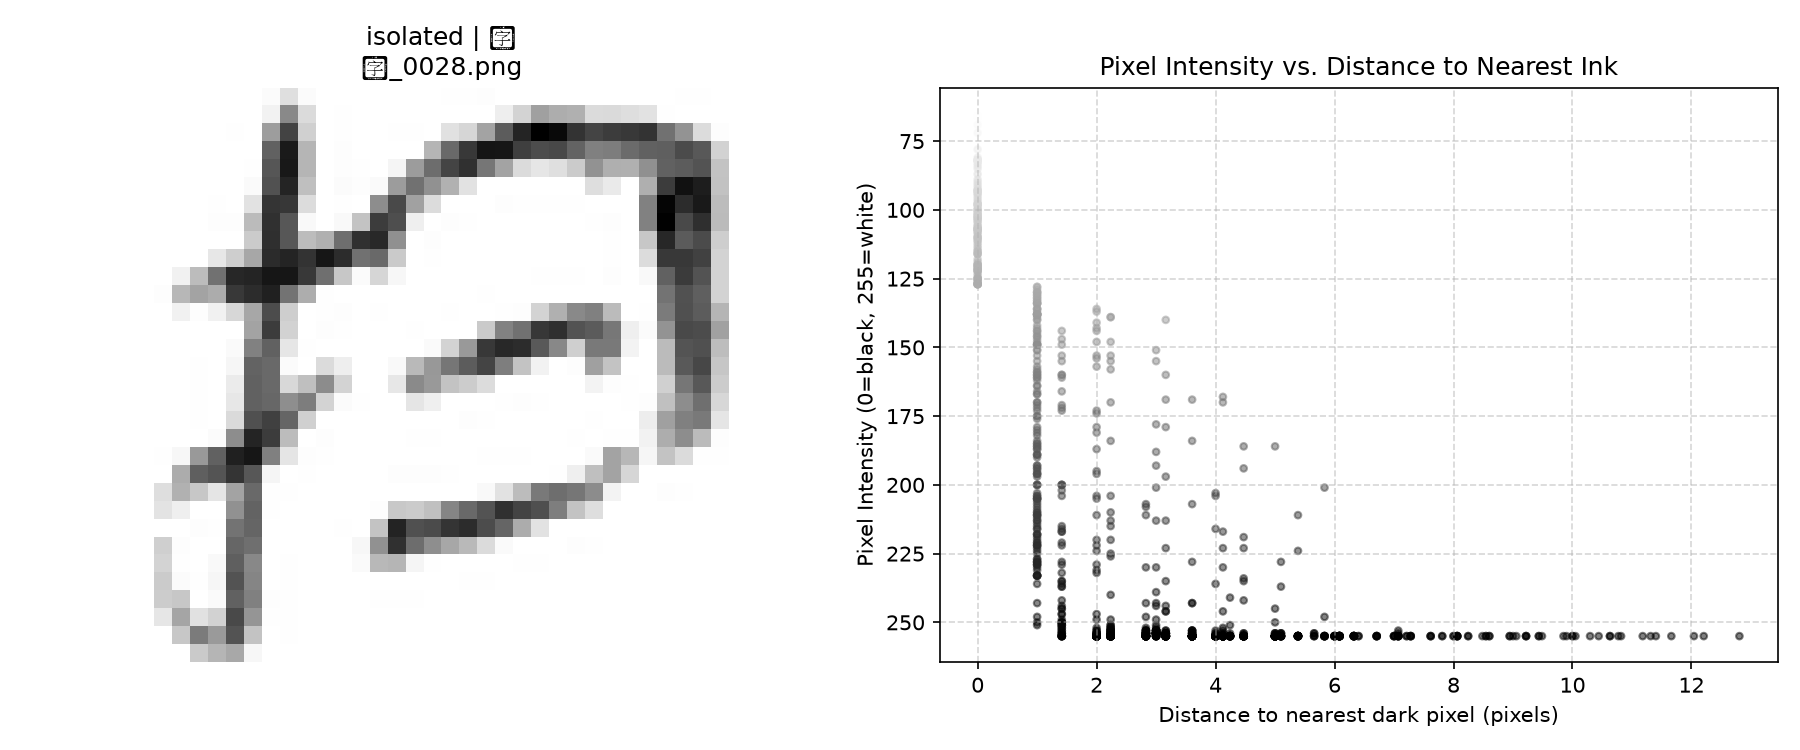 isolated |
_0028.png
扫
Pixel Intensity vs. Distance to Nearest Ink
Pixel Intensity (0=black, 255=white)
75
100
125
150
175
200
225
250
0 2 4 6 8 10 12
Distance to nearest dark pixel (pixels)